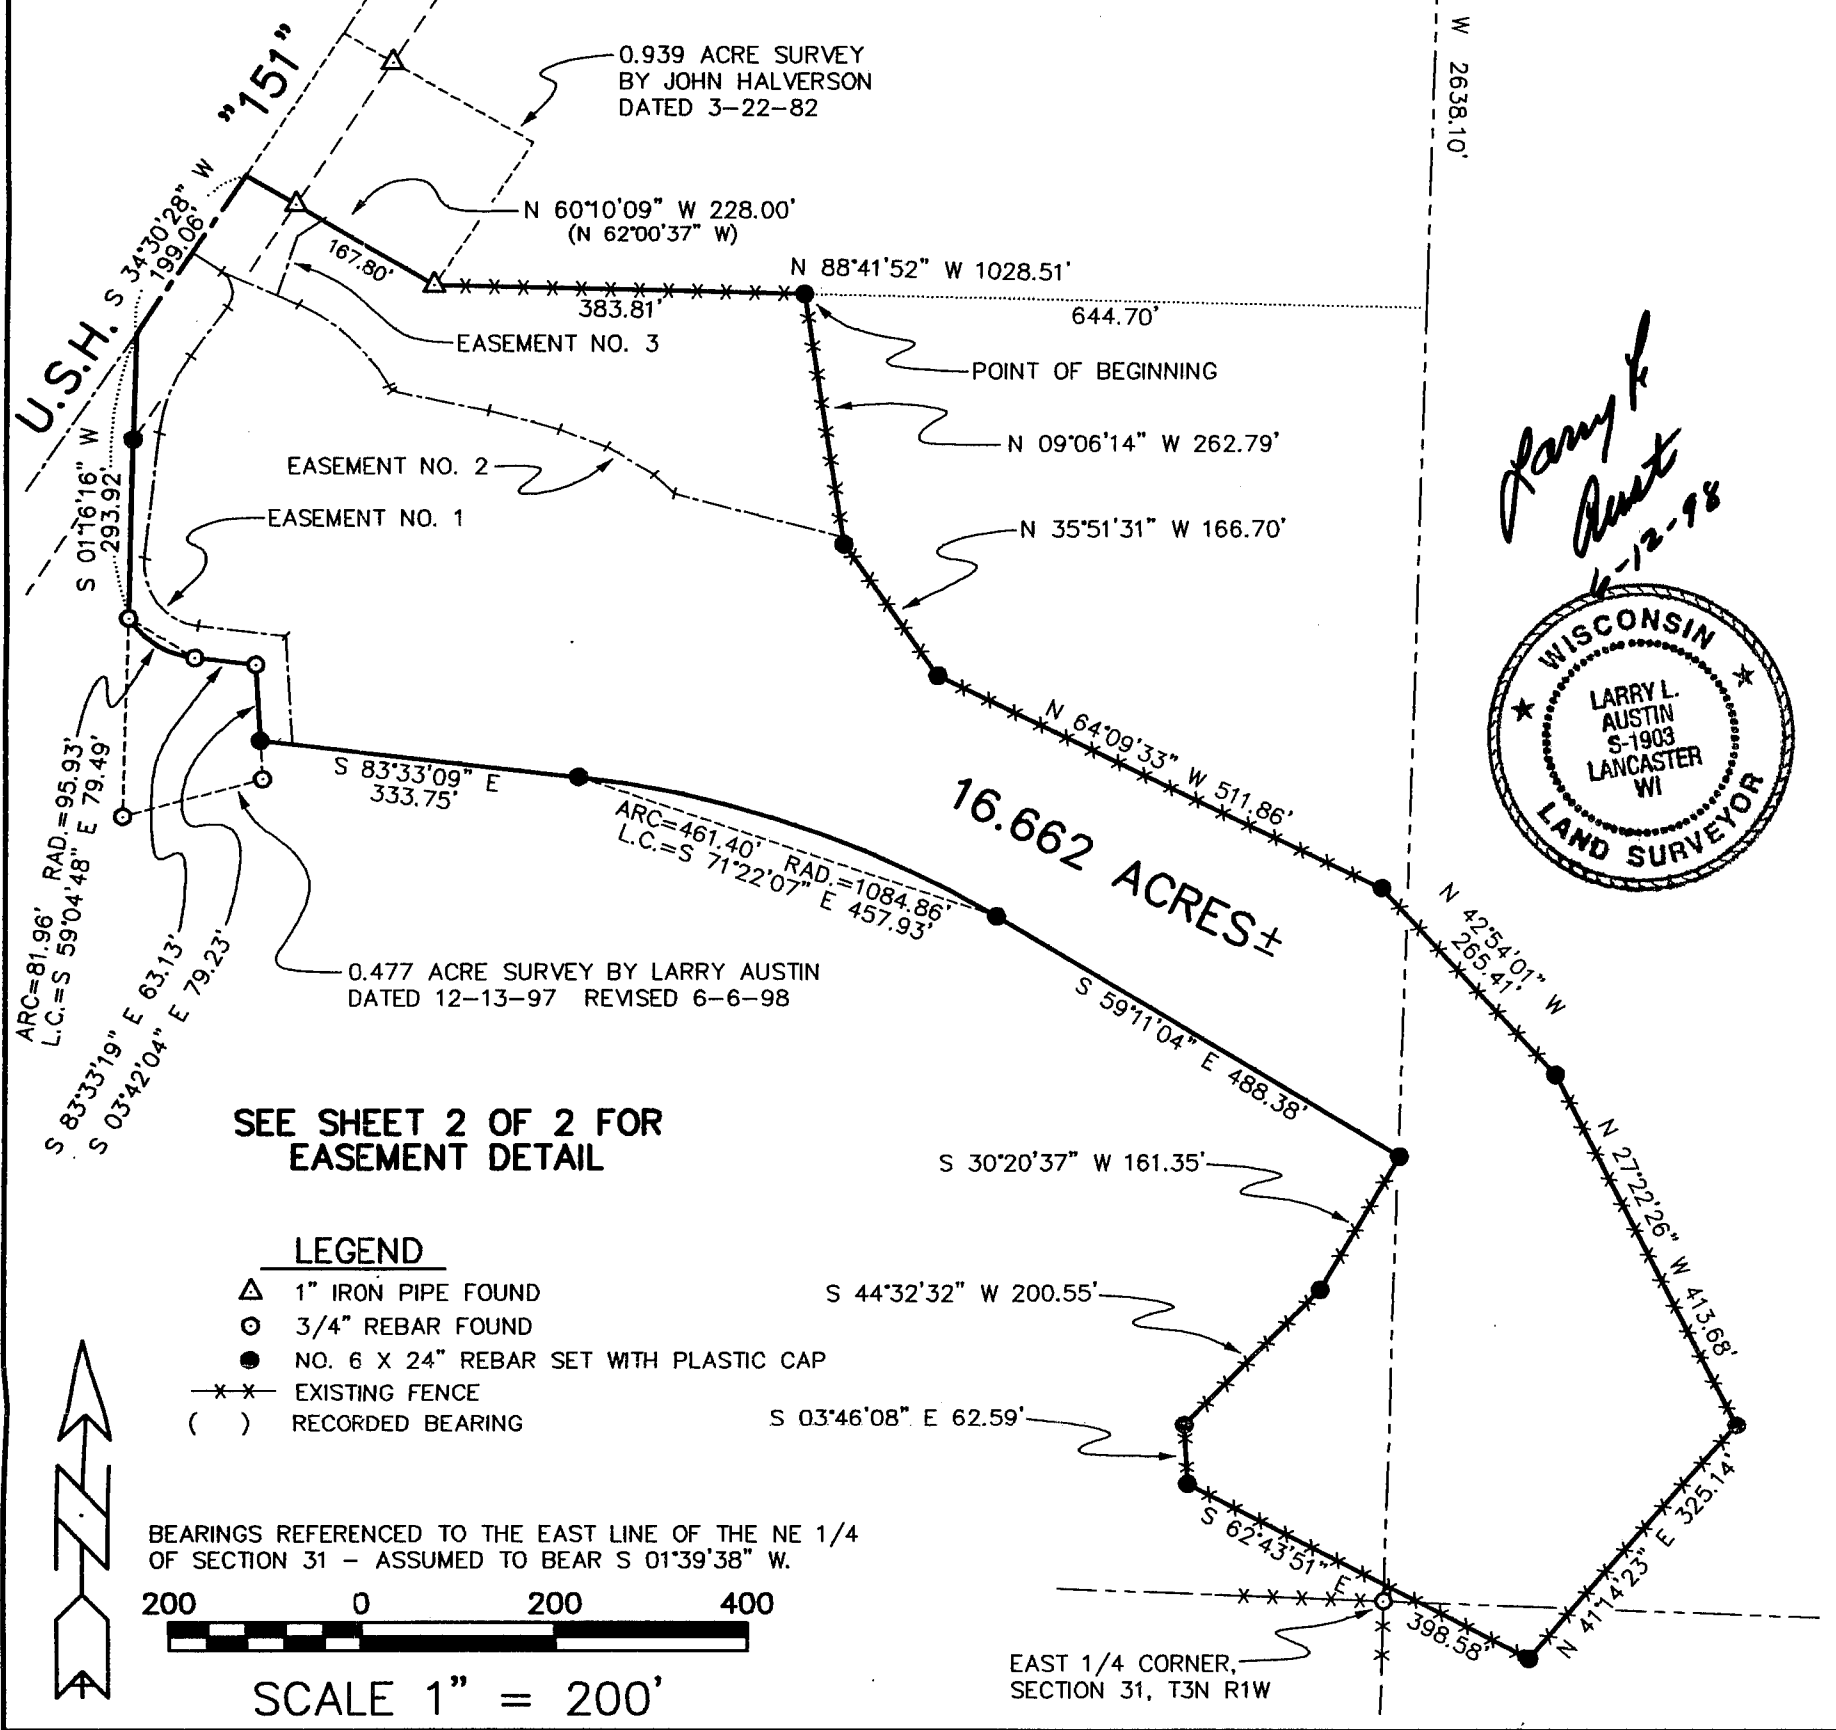 W 2638.10'
"151"
U.S.H.
0.939 ACRE SURVEY
BY JOHN HALVERSON
DATED 3-22-82
S 34°30'28" W
199.06'
N 60°10'09" W 228.00'
(N 62°00'37" W)
167.80'
N 88°41'52" W 1028.51'
383.81'
644.70'
EASEMENT NO. 3
POINT OF BEGINNING
N 09°06'14" W 262.79'
EASEMENT NO. 2
EASEMENT NO. 1
S 01°16'16" W
293.92'
N 35°51'31" W 166.70'
Larry
Aust
6-12-98
WISCONSIN
LARRY L.
AUSTIN
S-1903
LANCASTER
WI
LAND SURVEYOR
N 64°09'33" W 511.86'
S 83°33'09" E
333.75'
ARC=461.40' RAD.=1084.86'
L.C.=S 71°22'07" E 457.93'
16.662 ACRES±
N 42°54'01" W
265.41'
ARC=81.96' RAD.=95.93'
L.C.=S 59°04'48" E 79.49'
S 83°33'19" E 63.13'
S 03°42'04" E 79.23'
0.477 ACRE SURVEY BY LARRY AUSTIN
DATED 12-13-97 REVISED 6-6-98
S 59°11'04" E 488.38'
SEE SHEET 2 OF 2 FOR
EASEMENT DETAIL
S 30°20'37" W 161.35'
N 27°22'26" W 413.68'
LEGEND
1" IRON PIPE FOUND
3/4" REBAR FOUND
NO. 6 X 24" REBAR SET WITH PLASTIC CAP
EXISTING FENCE
( ) RECORDED BEARING
S 44°32'32" W 200.55'
S 03°46'08" E 62.59'
S 62°43'51" E
398.58'
N 41°14'23" E 325.14'
BEARINGS REFERENCED TO THE EAST LINE OF THE NE 1/4
OF SECTION 31 - ASSUMED TO BEAR S 01°39'38" W.
200 0 200 400
SCALE 1" = 200'
EAST 1/4 CORNER,
SECTION 31, T3N R1W
N